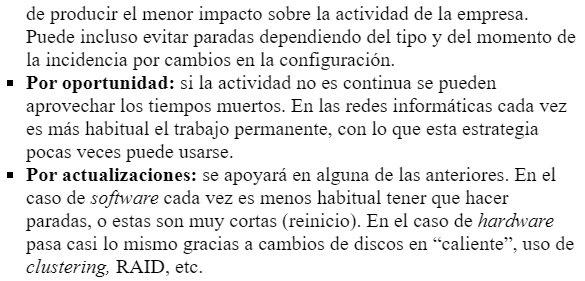 de producir el menor impacto sobre la actividad de la empresa.
Puede incluso evitar paradas dependiendo del tipo y del momento de
la incidencia por cambios en la configuración.
▪ Por oportunidad: si la actividad no es continua se pueden
aprovechar los tiempos muertos. En las redes informáticas cada vez
es más habitual el trabajo permanente, con lo que esta estrategia
pocas veces puede usarse.
▪ Por actualizaciones: se apoyará en alguna de las anteriores. En el
caso de software cada vez es menos habitual tener que hacer
paradas, o estas son muy cortas (reinicio). En el caso de hardware
pasa casi lo mismo gracias a cambios de discos en “caliente”, uso de
clustering, RAID, etc.